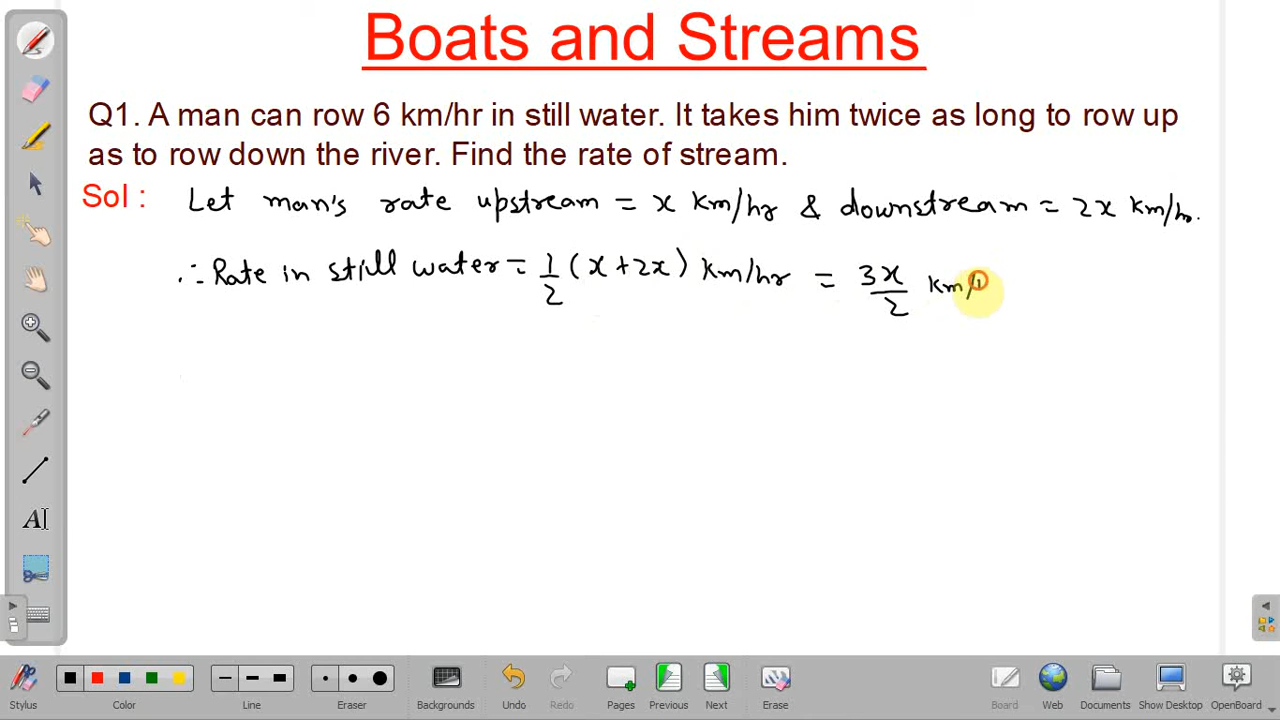 Boats and Streams
Q1. A man can row 6 km/hr in still water. It takes him twice as long to row up
as to row down the river. Find the rate of stream.
Sol : Let man's rate upstream = x km/hr & downstream = 2x km/hr.
∴ Rate in still water = 1/2 (x + 2x) km/hr = 3x/2 km/
Stylus Color Line Eraser Backgrounds Undo Redo Pages Previous Next Erase Board Web Documents Show Desktop OpenBoard